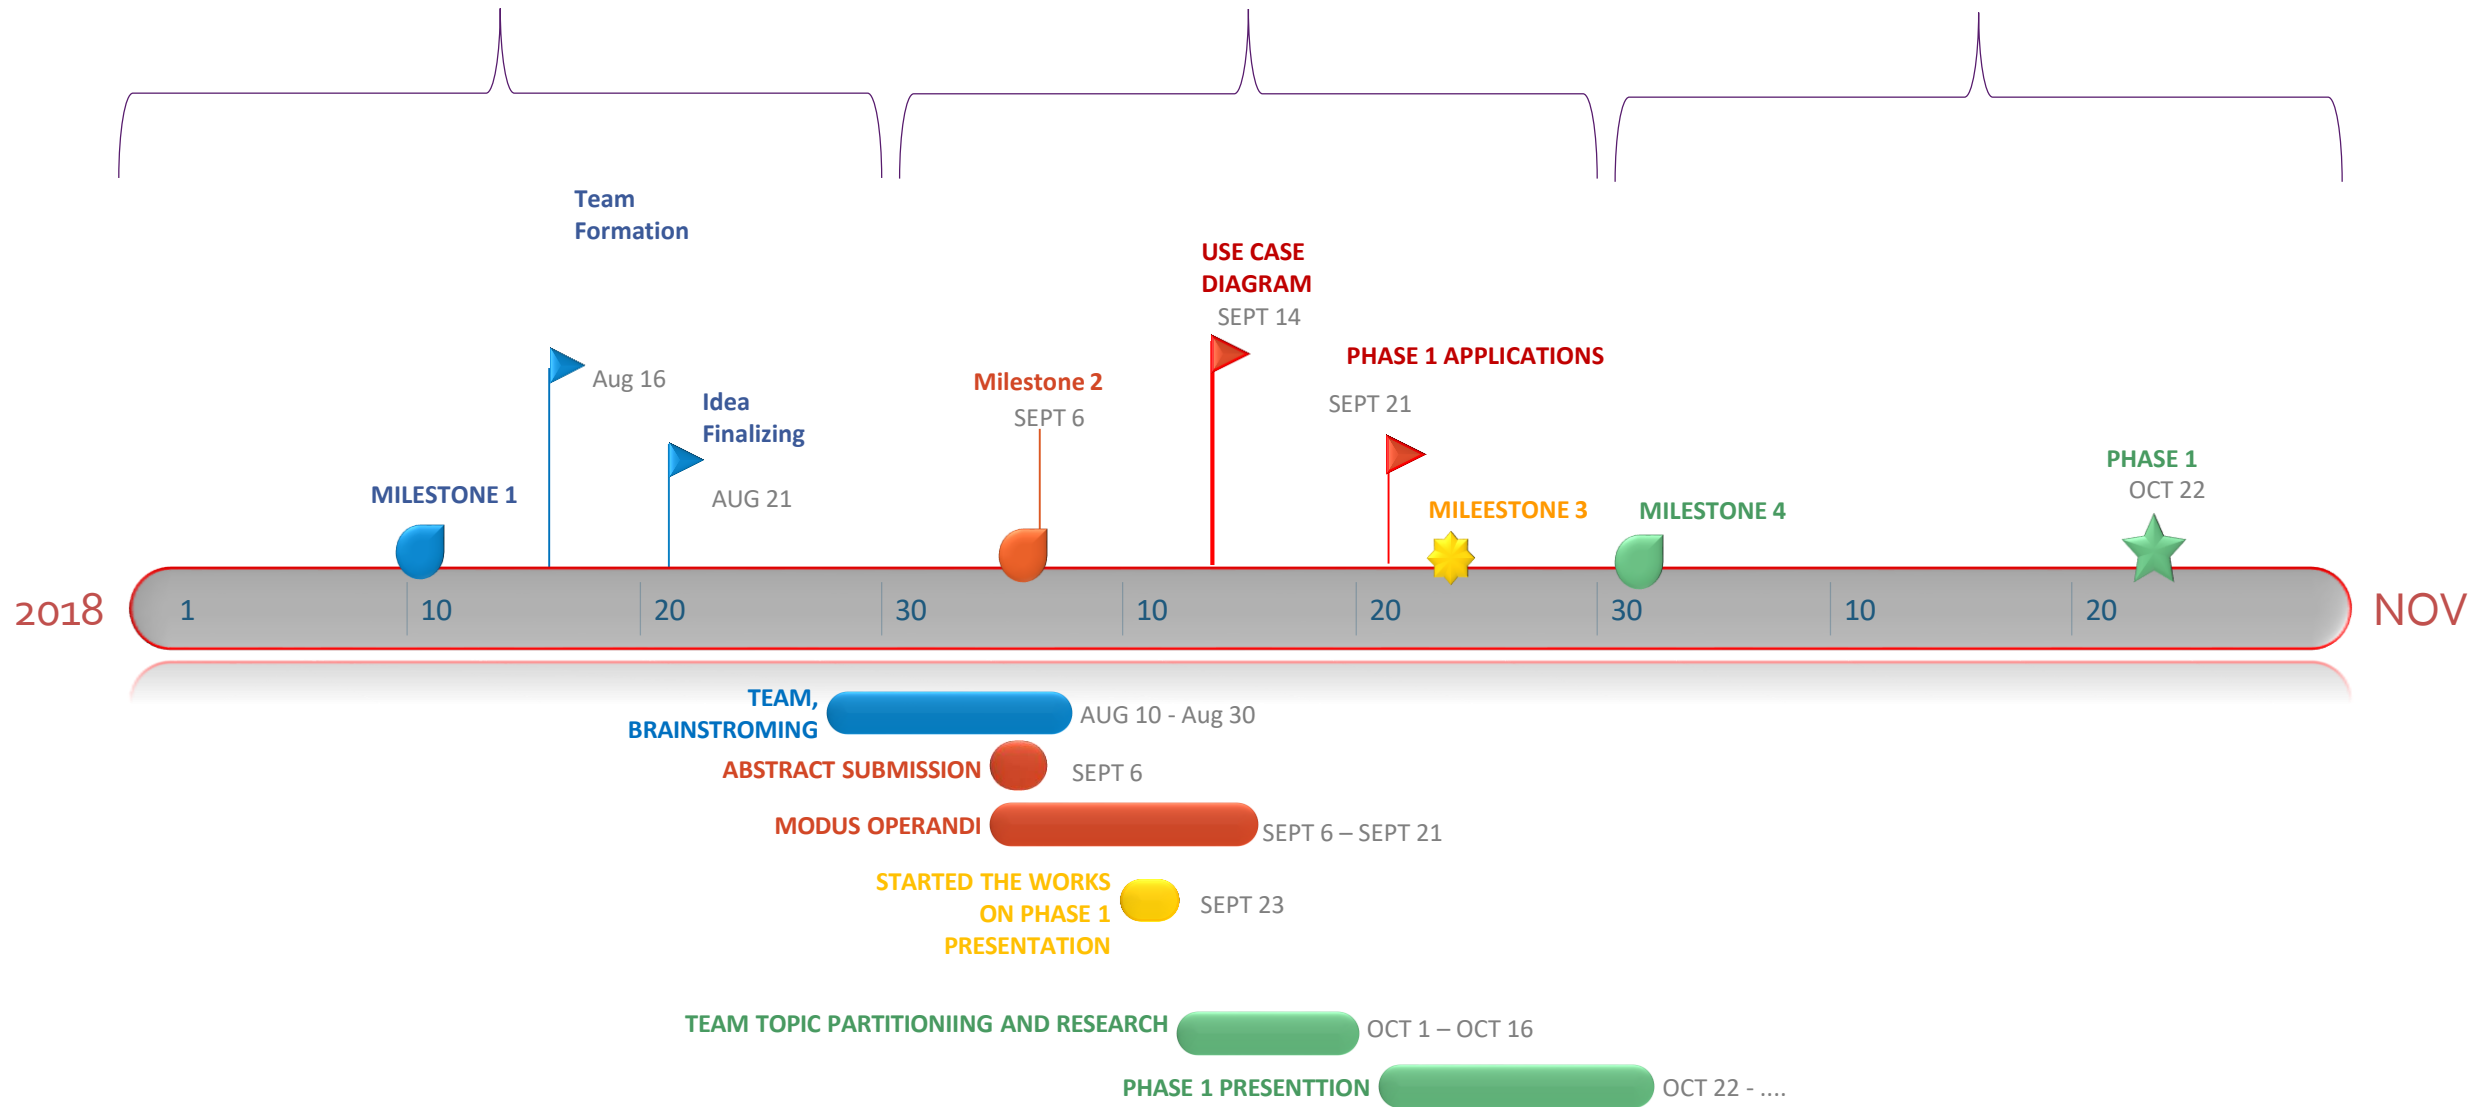 Team
Formation
USE CASE
DIAGRAM
SEPT 14
PHASE 1 APPLICATIONS
Aug 16
Milestone 2
Idea
Finalizing
SEPT 21
SEPT 6
PHASE 1
OCT 22
MILESTONE 1
AUG 21
MILEESTONE 3
MILESTONE 4
2018
1
10
20
30
10
20
30
10
20
NOV
TEAM,
BRAINSTROMING
AUG 10 - Aug 30
ABSTRACT SUBMISSION
SEPT 6
MODUS OPERANDI
SEPT 6 – SEPT 21
STARTED THE WORKS
ON PHASE 1
PRESENTATION
SEPT 23
TEAM TOPIC PARTITIONIING AND RESEARCH
OCT 1 – OCT 16
PHASE 1 PRESENTTION
OCT 22 - ....